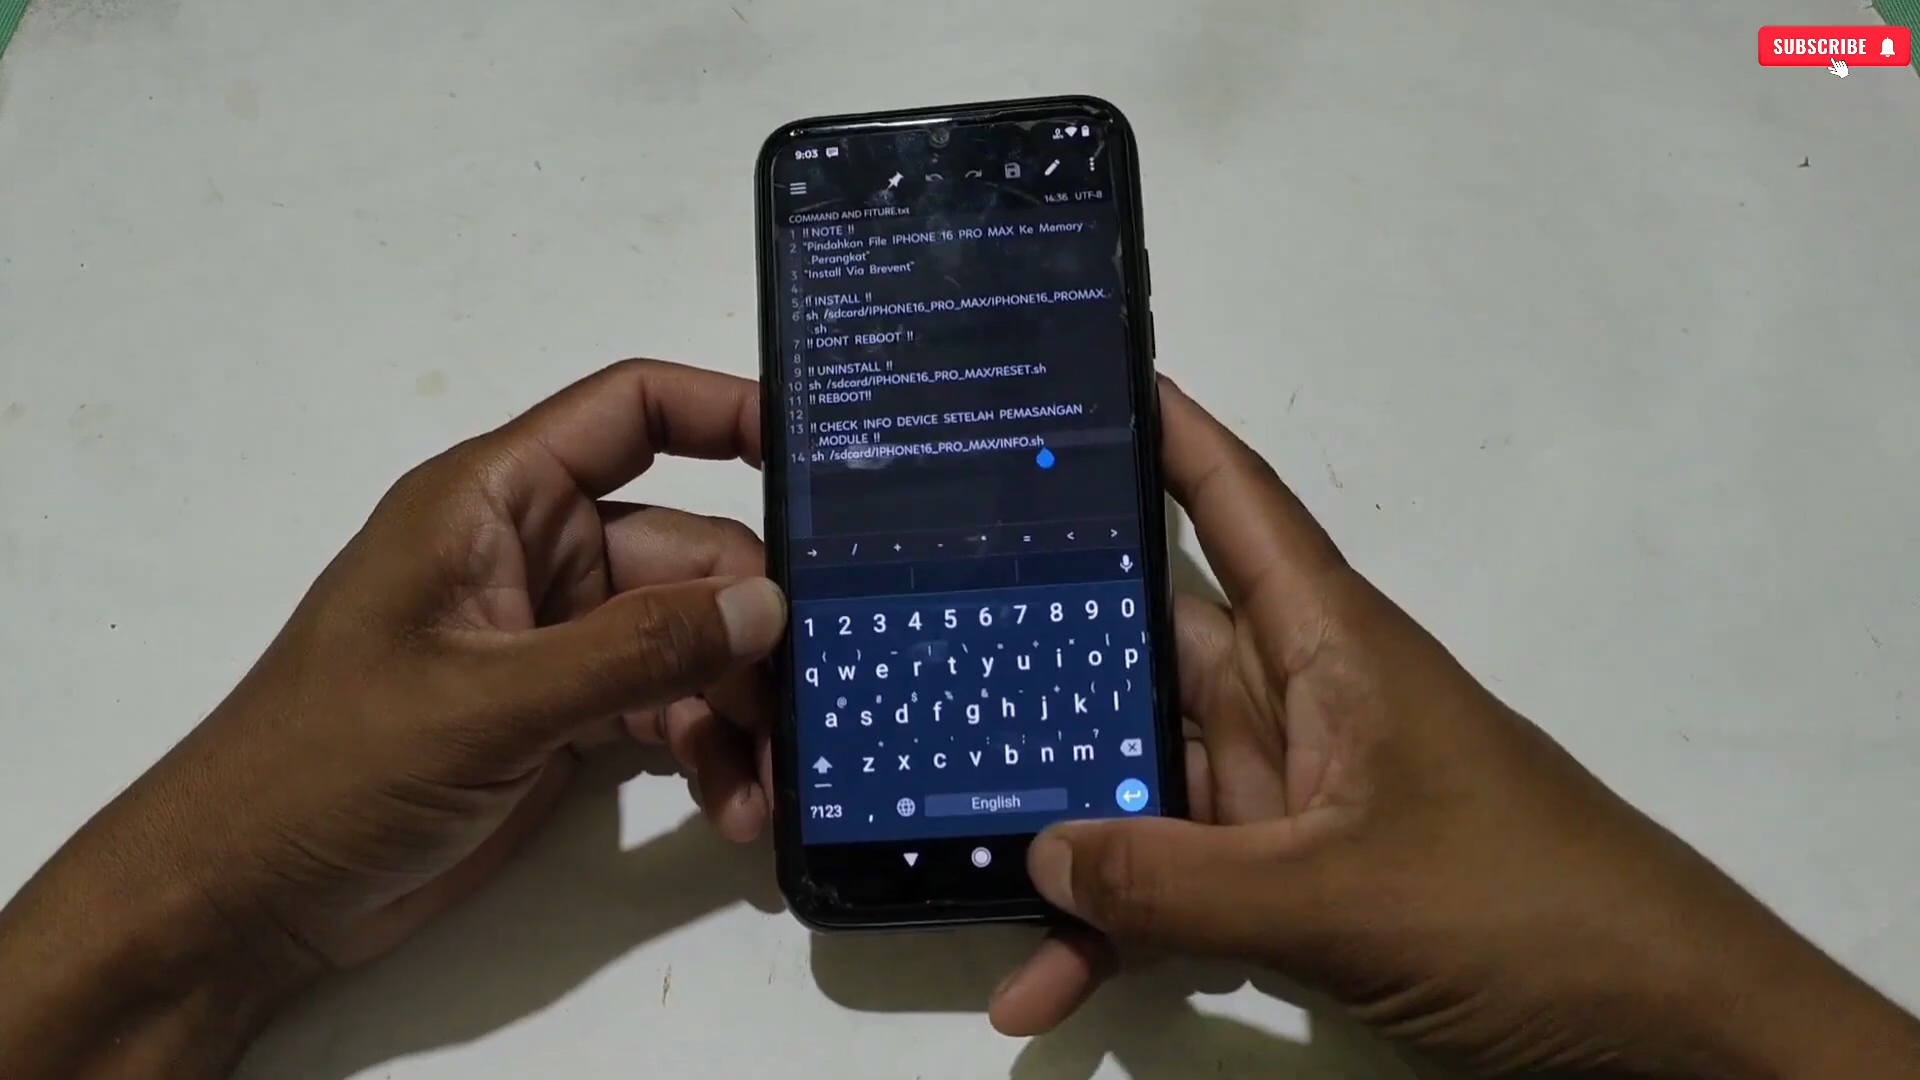 SUBSCRIBE
9:03
14:36 UTF-8
COMMAND AND FITURE.txt
1 !! NOTE !!
2 "Pindahkan File IPHONE 16 PRO MAX Ke Memory
Perangkat"
3 "Install Via Brevent"
4
5 !! INSTALL !!
6 sh /sdcard/IPHONE16_PRO_MAX/IPHONE16_PROMAX
.sh
7 !! DONT REBOOT !!
8
9 !! UNINSTALL !!
10 sh /sdcard/IPHONE16_PRO_MAX/RESET.sh
11 !! REBOOT!!
12
13 !! CHECK INFO DEVICE SETELAH PEMASANGAN
MODULE !!
14 sh /sdcard/IPHONE16_PRO_MAX/INFO.sh
→ / + - * = < >
1 2 3 4 5 6 7 8 9 0
q w e r t y u i o p
a s d f g h j k l
z x c v b n m
?123 , English .